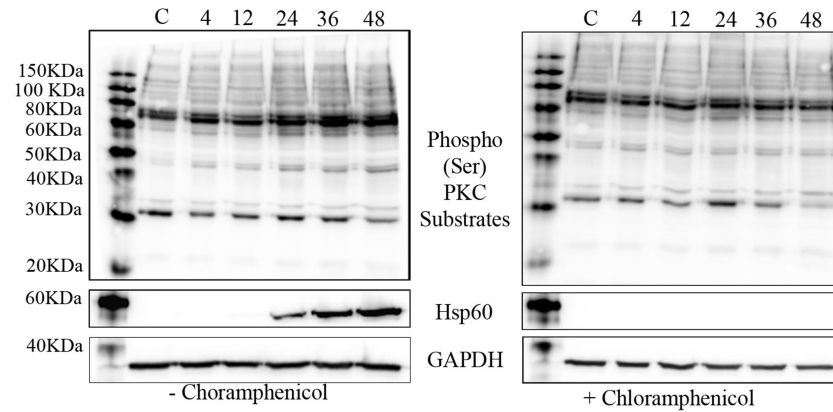 C 4 12 24 36 48
C 4 12 24 36 48
150KDa
100 KDa
80KDa
60KDa
50KDa
40KDa
30KDa
20KDa
Phospho
(Ser)
PKC
Substrates
60KDa
Hsp60
40KDa
GAPDH
- Choramphenicol
+ Chloramphenicol